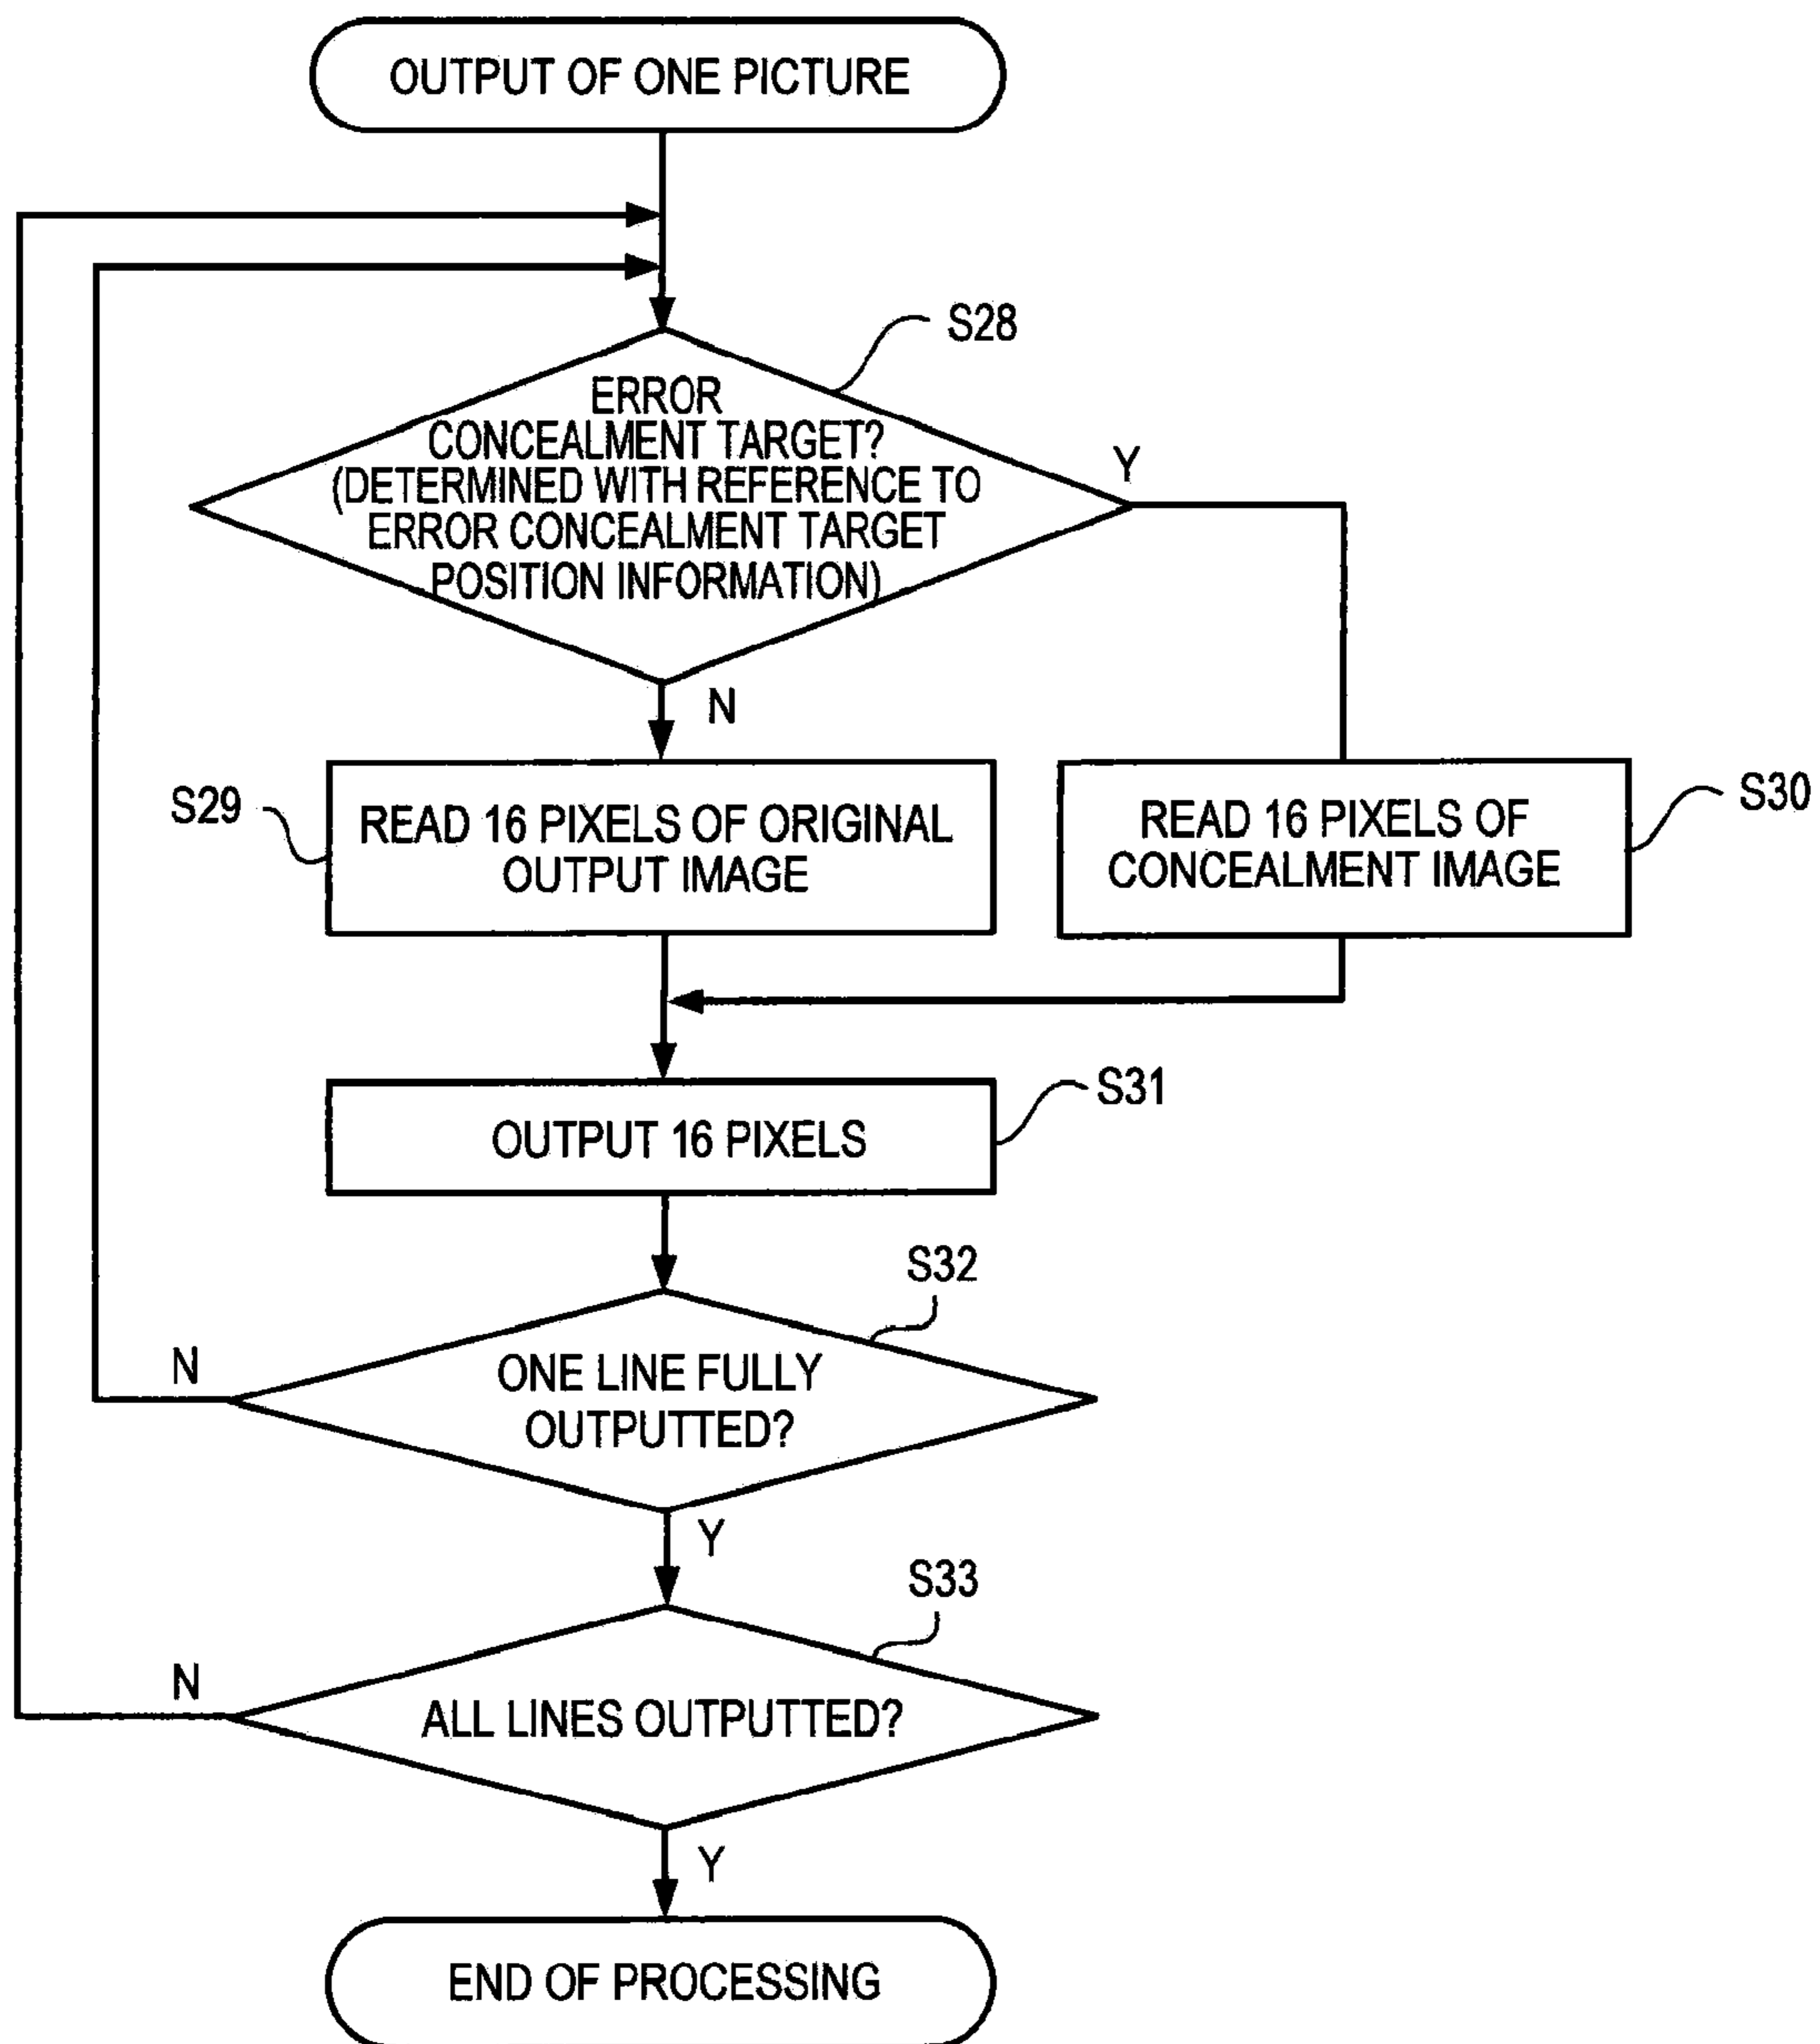 OUTPUT OF ONE PICTURE
S28
ERROR
CONCEALMENT TARGET?
(DETERMINED WITH REFERENCE TO
ERROR CONCEALMENT TARGET
POSITION INFORMATION)
Y
N
S29
READ 16 PIXELS OF ORIGINAL
OUTPUT IMAGE
READ 16 PIXELS OF
CONCEALMENT IMAGE
S30
OUTPUT 16 PIXELS
S31
S32
N
ONE LINE FULLY
OUTPUTTED?
Y
S33
N
ALL LINES OUTPUTTED?
Y
END OF PROCESSING